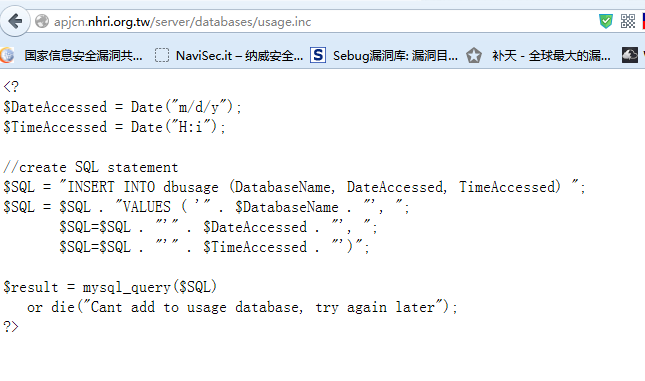 apjcn.nhri.org.tw/server/databases/usage.inc
国家信息安全漏洞共... NaviSec.it – 纳威安全... S Sebug漏洞库: 漏洞目... 补天 - 全球最大的漏...
<?
$DateAccessed = Date("m/d/y");
$TimeAccessed = Date("H:i");
//create SQL statement
$SQL = "INSERT INTO dbusage (DatabaseName, DateAccessed, TimeAccessed) ";
$SQL = $SQL . "VALUES ( '" . $DatabaseName . "', ";
$SQL=$SQL . "'" . $DateAccessed . "', ";
$SQL=$SQL . "'" . $TimeAccessed . "')";
$result = mysql_query($SQL)
or die("Cant add to usage database, try again later");
?>